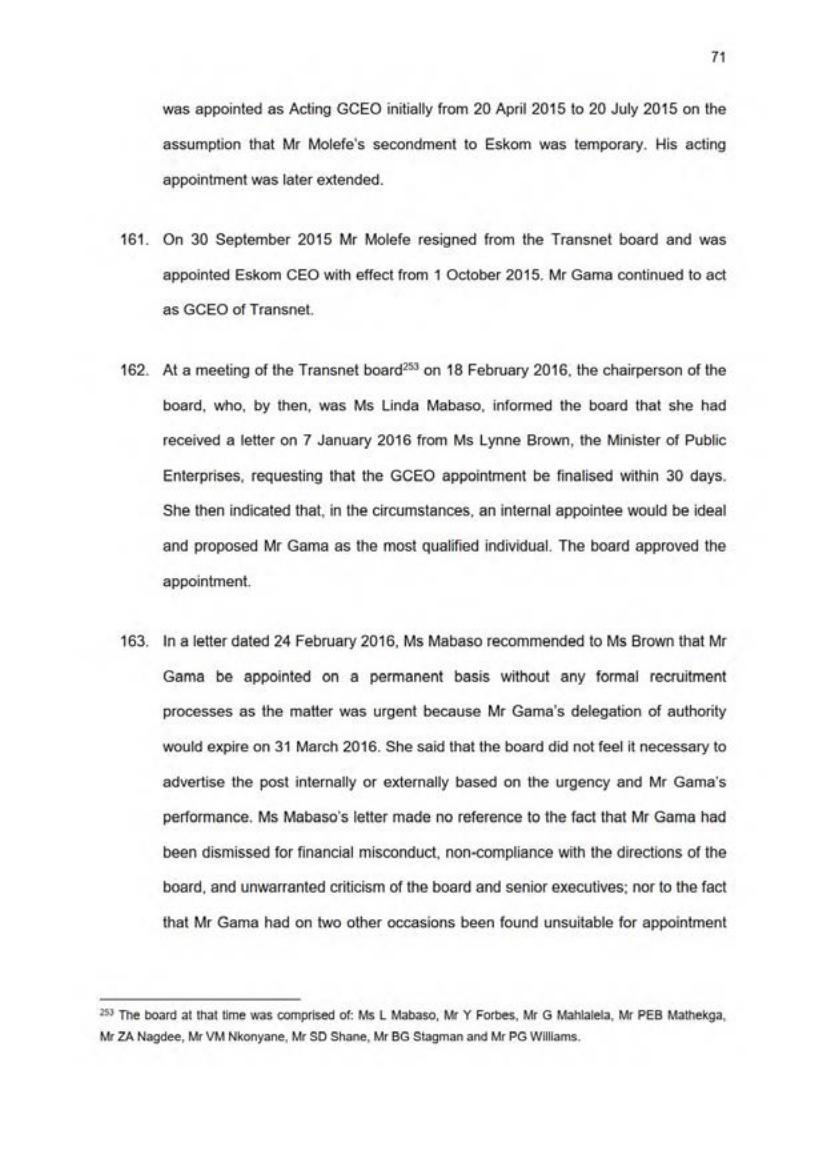 71
was appointed as Acting GCEO initially from 20 April 2015 to 20 July 2015 on the
assumption that Mr Molefe's secondment to Eskom was temporary. His acting
appointment was later extended.
161. On 30 September 2015 Mr Molefe resigned from the Transnet board and was
appointed Eskom CEO with effect from 1 October 2015. Mr Gama continued to act
as GCEO of Transnet.
162. At a meeting of the Transnet board253 on 18 February 2016, the chairperson of the
board, who, by then, was Ms Linda Mabaso, informed the board that she had
received a letter on 7 January 2016 from Ms Lynne Brown, the Minister of Public
Enterprises, requesting that the GCEO appointment be finalised within 30 days.
She then indicated that, in the circumstances, an internal appointee would be ideal
and proposed Mr Gama as the most qualified individual. The board approved the
appointment.
163. In a letter dated 24 February 2016, Ms Mabaso recommended to Ms Brown that Mr
Gama be appointed on a permanent basis without any formal recruitment
processes as the matter was urgent because Mr Gama's delegation of authority
would expire on 31 March 2016. She said that the board did not feel it necessary to
advertise the post internally or externally based on the urgency and Mr Gama's
performance. Ms Mabaso's letter made no reference to the fact that Mr Gama had
been dismissed for financial misconduct, non-compliance with the directions of the
board, and unwarranted criticism of the board and senior executives; nor to the fact
that Mr Gama had on two other occasions been found unsuitable for appointment
253 The board at that time was comprised of: Ms L Mabaso, Mr Y Forbes, Mr G Mahlalela, Mr PEB Mathekga,
Mr ZA Nagdee, Mr VM Nkonyane, Mr SD Shane, Mr BG Stagman and Mr PG Williams.